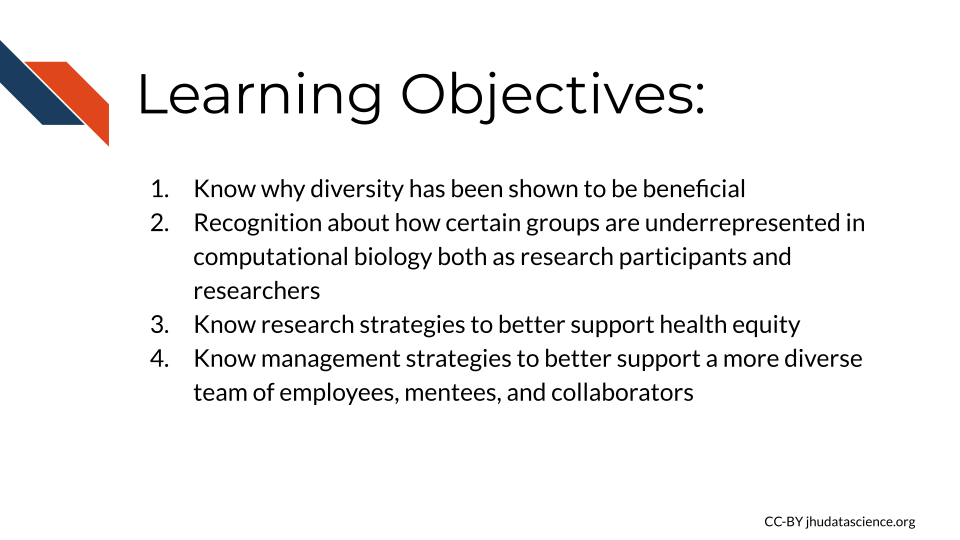 Learning Objectives:
1. Know why diversity has been shown to be beneficial
2. Recognition about how certain groups are underrepresented in
computational biology both as research participants and
researchers
3. Know research strategies to better support health equity
4. Know management strategies to better support a more diverse
team of employees, mentees, and collaborators
CC-BY jhudatascience.org